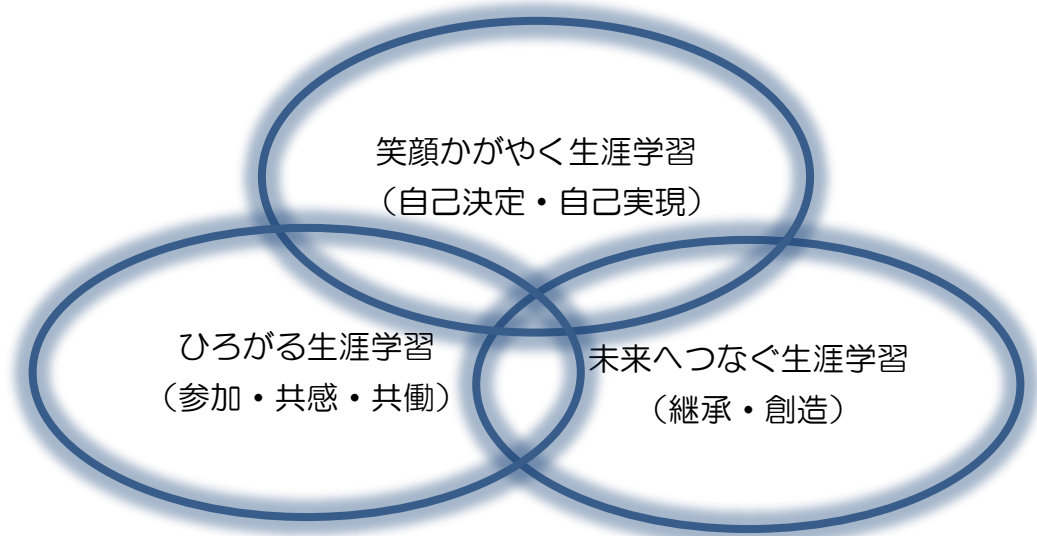 笑顔かがやく生涯学習
（自己決定・自己実現）
ひろがる生涯学習
（参加・共感・共働）
未来へつなぐ生涯学習
（継承・創造）